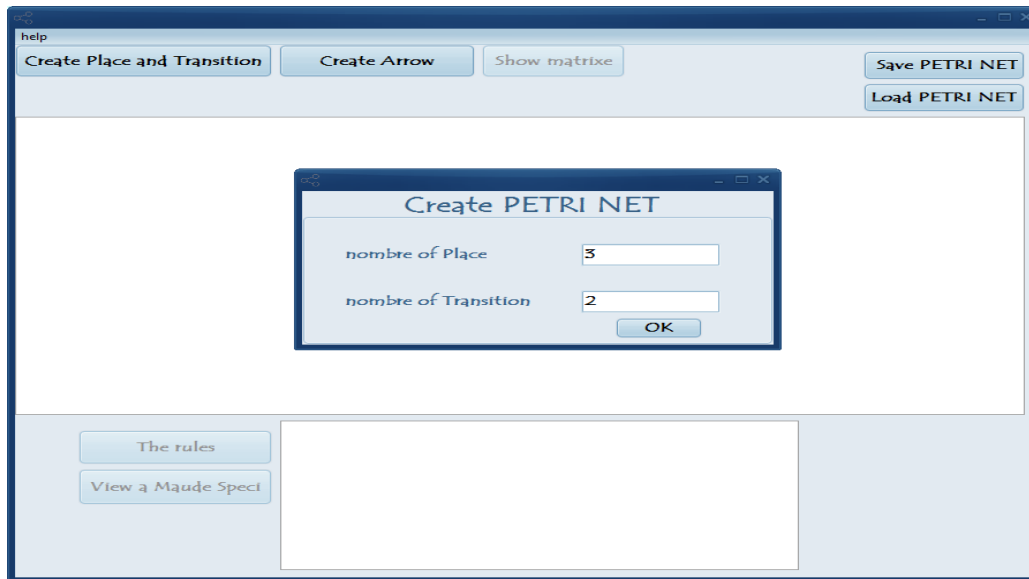 help
Create Place and Transition
Create Arrow
Show matrixe
Save PETRI NET
Load PETRI NET
Create PETRI NET
nombre of Place 3
nombre of Transition 2
OK
The rules
View a Maude Speci